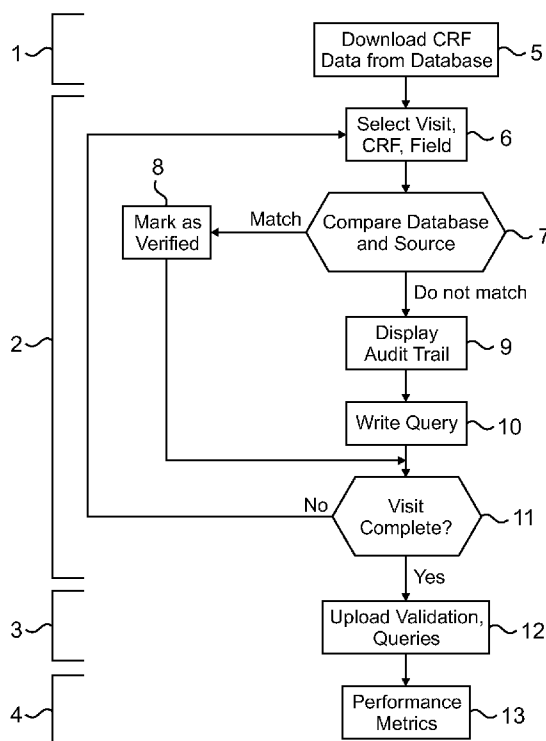 1
Download CRF
Data from Database
5
Select Visit,
CRF, Field
6
8
Mark as
Verified
Match
Compare Database
and Source
7
Do not match
2
Display
Audit Trail
9
Write Query
10
No
Visit
Complete?
11
Yes
3
Upload Validation,
Queries
12
4
Performance
Metrics
13